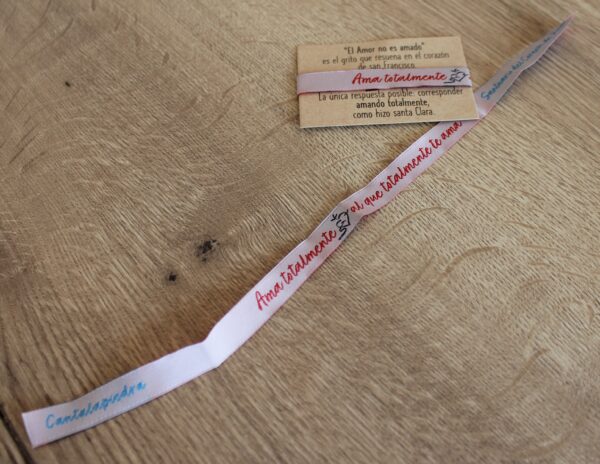 "El Amor no es amado"
es el grito que resuena en el corazón
de san Francisco.
Ama totalmente
La única respuesta posible: corresponder
amando totalmente,
como hizo santa Clara.
Cantalapiedra
Ama totalmente
al que totalmente te ama